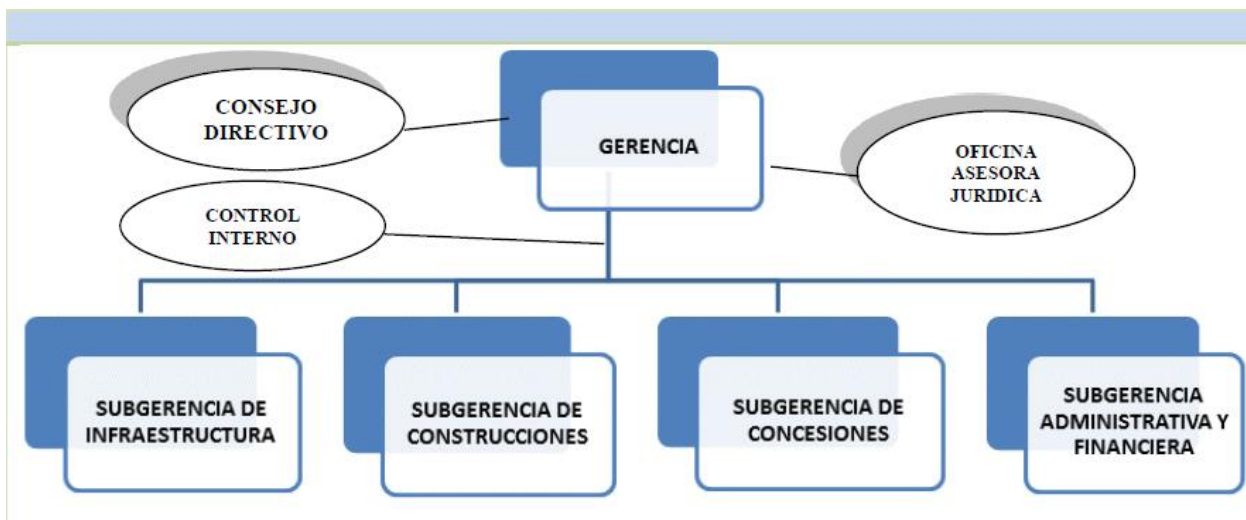 CONSEJO
DIRECTIVO
GERENCIA
OFICINA
ASESORA
JURIDICA
CONTROL
INTERNO
SUBGERENCIA DE
INFRAESTRUCTURA
SUBGERENCIA DE
CONSTRUCCIONES
SUBGERENCIA DE
CONCESIONES
SUBGERENCIA
ADMINISTRATIVA Y
FINANCIERA